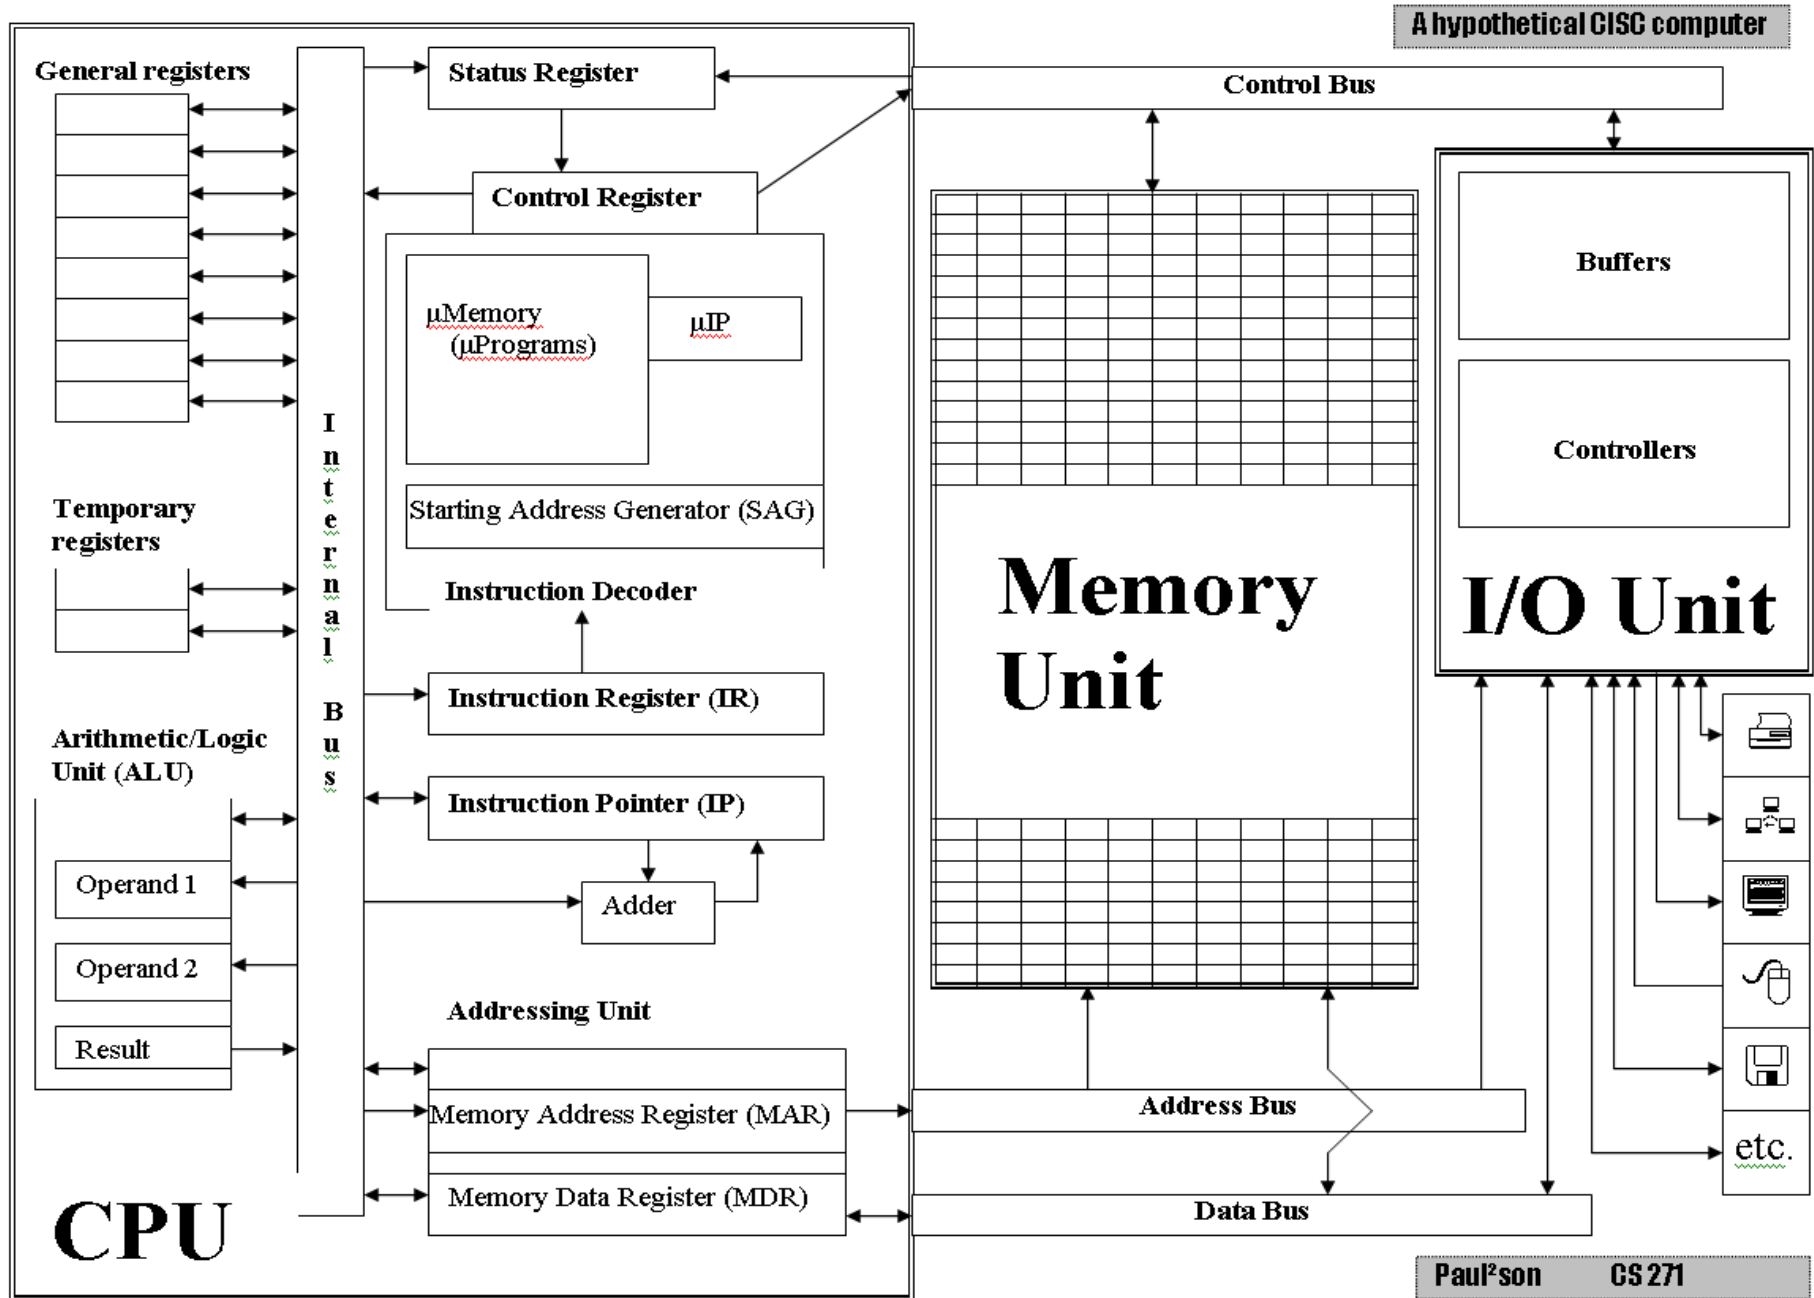 A hypothetical CISC computer
General registers
Status Register
Control Bus
Control Register
Buffers
µMemory
(µPrograms)
µIP
Controllers
Internal Bus
Temporary
registers
Starting Address Generator (SAG)
Instruction Decoder
Memory
Unit
I/O Unit
Instruction Register (IR)
Arithmetic/Logic
Unit (ALU)
Instruction Pointer (IP)
Operand 1
Adder
Operand 2
Addressing Unit
Result
Memory Address Register (MAR)
Address Bus
etc.
Memory Data Register (MDR)
Data Bus
CPU
Paul²son CS 271